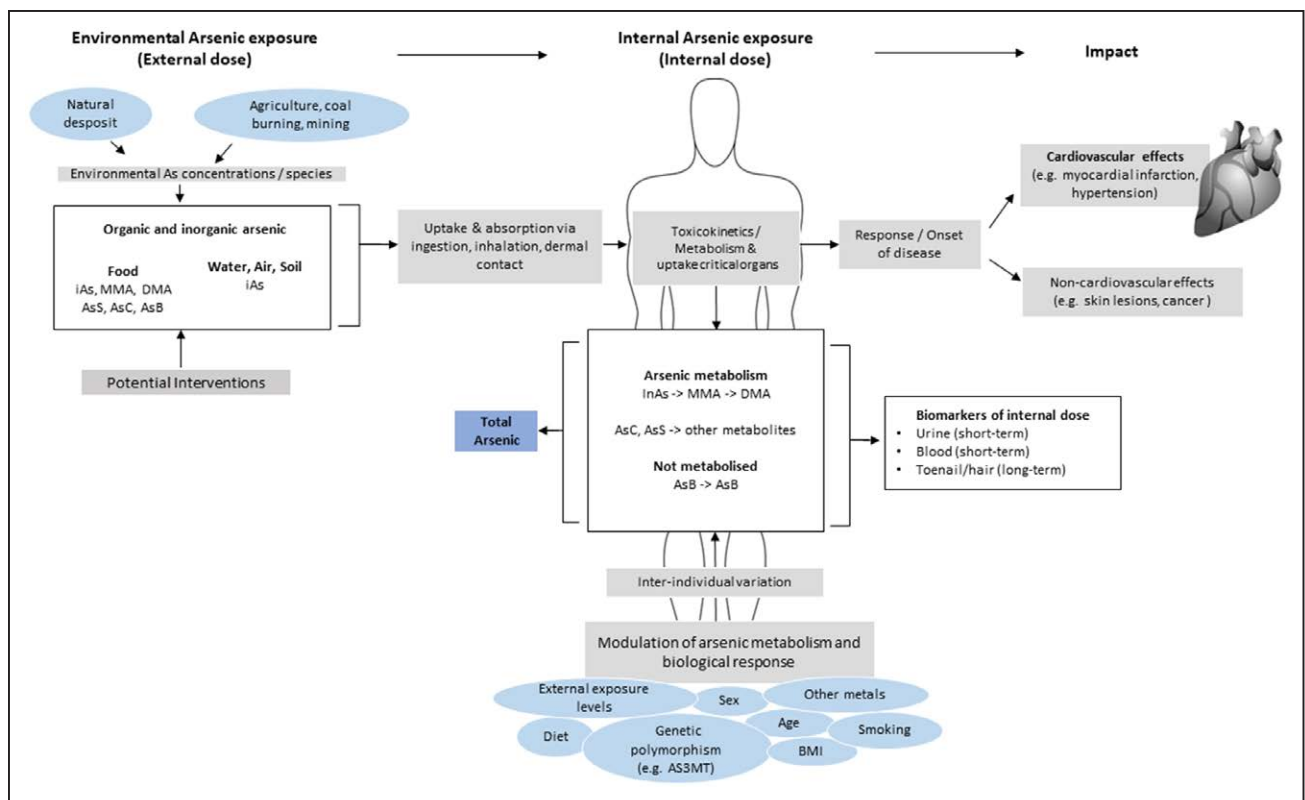 Environmental Arsenic exposure
(External dose)
Internal Arsenic exposure
(Internal dose)
Impact
Natural
desposit
Agriculture, coal
burning, mining
Environmental As concentrations / species
Organic and inorganic arsenic
Food
iAs, MMA, DMA
AsS, AsC, AsB
Water, Air, Soil
iAs
Potential Interventions
Uptake & absorption via
ingestion, inhalation, dermal
contact
Toxicokinetics /
Metabolism &
uptake critical organs
Response / Onset
of disease
Cardiovascular effects
(e.g. myocardial infarction,
hypertension)
Non-cardiovascular effects
(e.g. skin lesions, cancer )
Total
Arsenic
Arsenic metabolism
InAs -> MMA -> DMA
AsC, AsS -> other metabolites
Not metabolised
AsB -> AsB
Biomarkers of internal dose
• Urine (short-term)
• Blood (short-term)
• Toenail/hair (long-term)
Inter-individual variation
Modulation of arsenic metabolism and
biological response
External exposure
levels
Sex
Other metals
Diet
Genetic
polymorphism
(e.g. AS3MT)
Age
BMI
Smoking